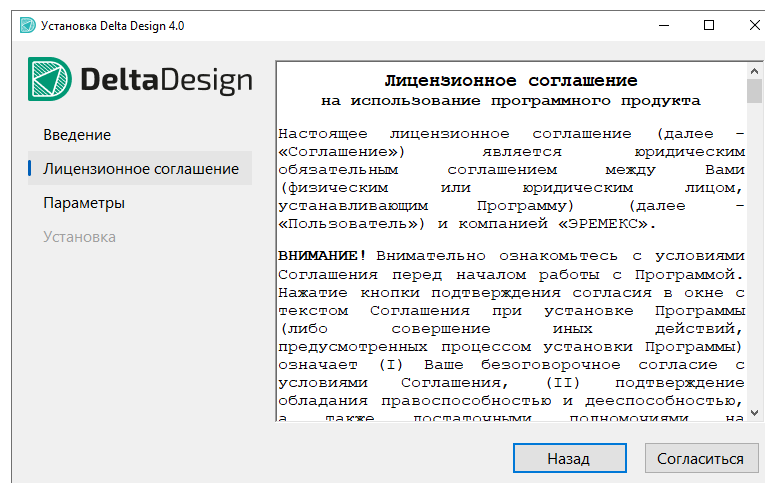 Установка Delta Design 4.0
DeltaDesign
Введение
Лицензионное соглашение
Параметры
Установка
Лицензионное соглашение
на использование программного продукта
Настоящее лицензионное соглашение (далее –
«Соглашение») является юридическим
обязательным соглашением между Вами
(физическим или юридическим лицом,
устанавливающим Программу) (далее –
«Пользователь») и компанией «ЭРЕМЕКС».
ВНИМАНИЕ! Внимательно ознакомьтесь с условиями
Соглашения перед началом работы с Программой.
Нажатие кнопки подтверждения согласия в окне с
текстом Соглашения при установке Программы
(либо совершение иных действий,
предусмотренных процессом установки Программы)
означает (I) Ваше безоговорочное согласие с
условиями Соглашения, (II) подтверждение
обладания правоспособностью и дееспособностью,
а также достаточными полномочиями на
Назад
Согласиться